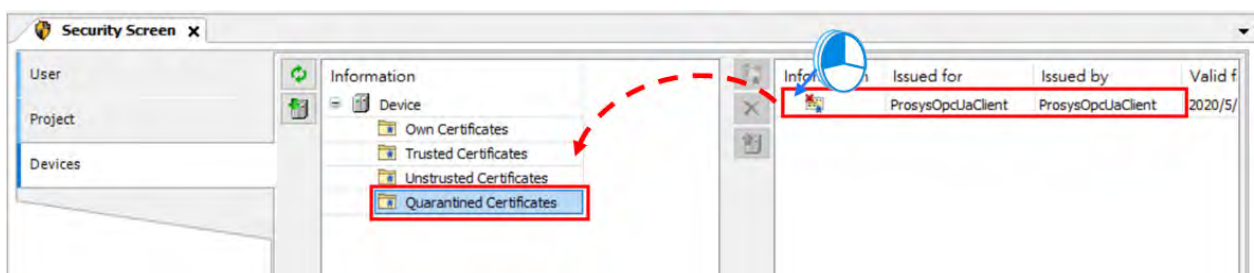 Security Screen X
User
Project
Devices
Information
Device
Own Certificates
Trusted Certificates
Unstrusted Certificates
Quarantined Certificates
Issued for Issued by Valid f
ProsysOpcUaClient ProsysOpcUaClient 2020/5/